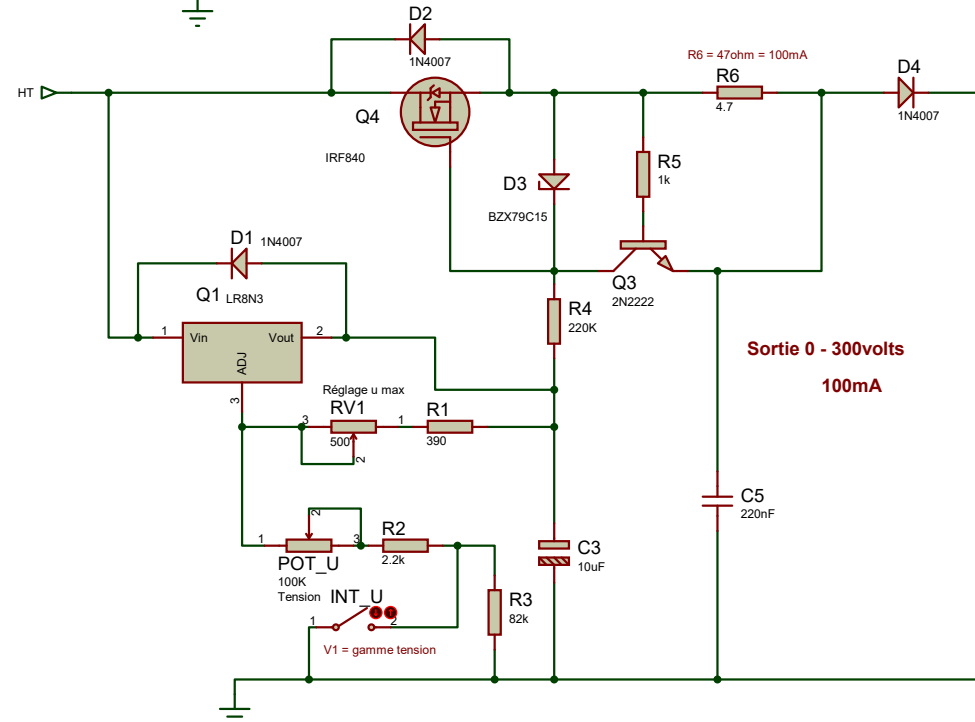 D2
1N4007
R6 = 47ohm = 100mA
R6
4.7
D4
1N4007
HT
Q4
IRF840
R5
1k
D3
BZX79C15
D1 1N4007
Q1 LR8N3
Q3
2N2222
R4
220K
1 Vin Vout 2
ADJ
3
Sortie 0 - 300volts
100mA
Réglage u max
3 RV1 1 R1
500 390
2
C5
220nF
2
1 3 R2
2.2k
POT_U
100K
Tension
INT_U
C3
10uF
R3
82k
1 2
V1 = gamme tension